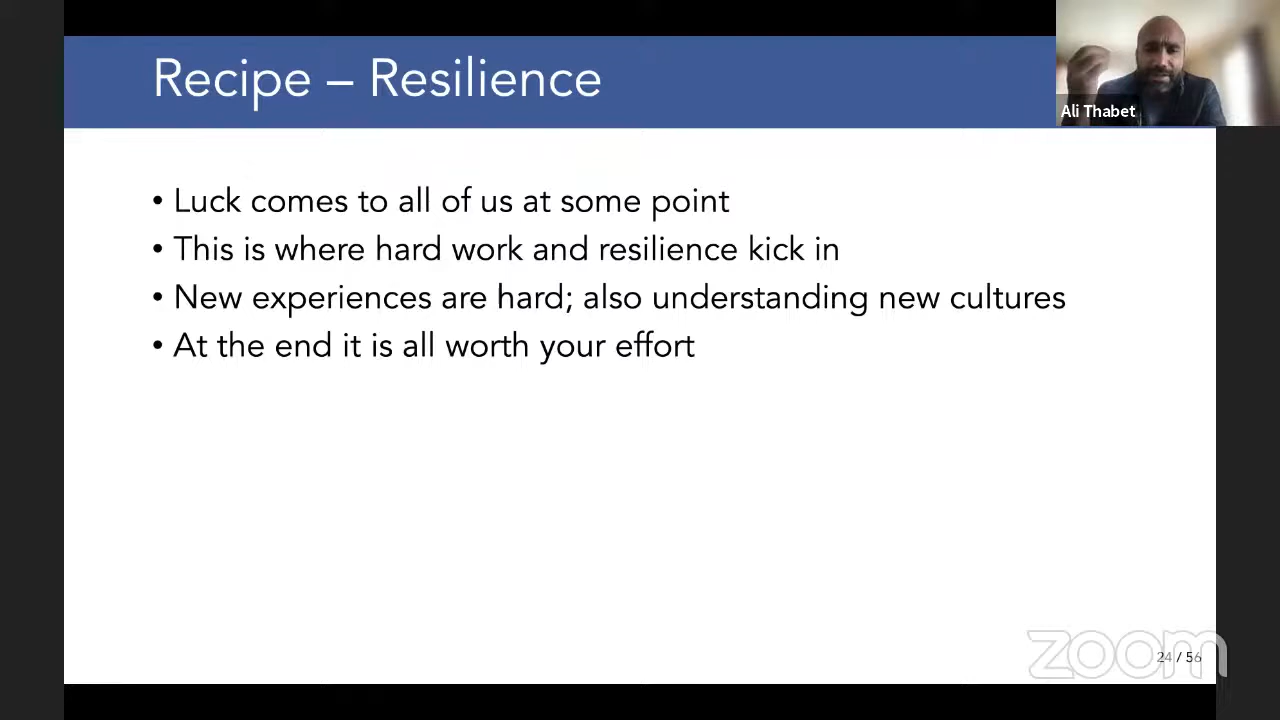 Recipe – Resilience
Ali Thabet
• Luck comes to all of us at some point
• This is where hard work and resilience kick in
• New experiences are hard; also understanding new cultures
• At the end it is all worth your effort
zoom
24 / 56